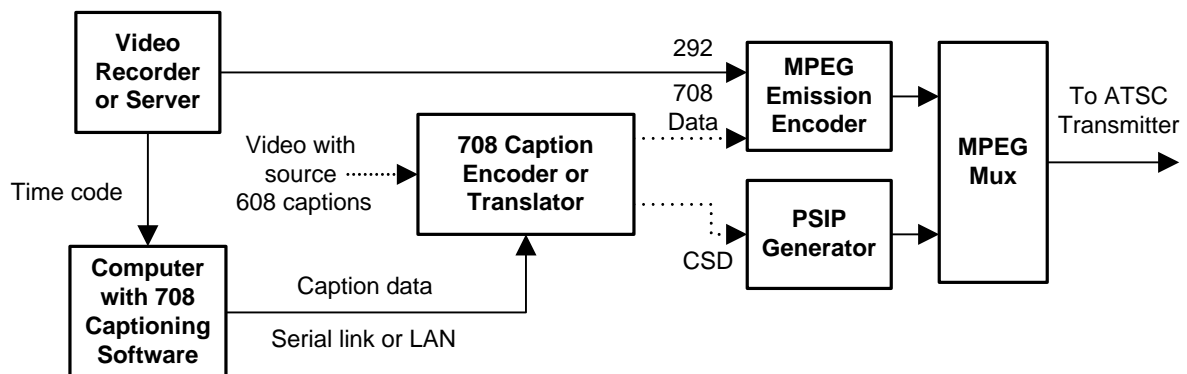 Video
Recorder
or Server
292
708
Data
MPEG
Emission
Encoder
To ATSC
Transmitter
MPEG
Mux
Video with
source
608 captions
708 Caption
Encoder or
Translator
Time code
CSD
PSIP
Generator
Computer
with 708
Captioning
Software
Caption data
Serial link or LAN